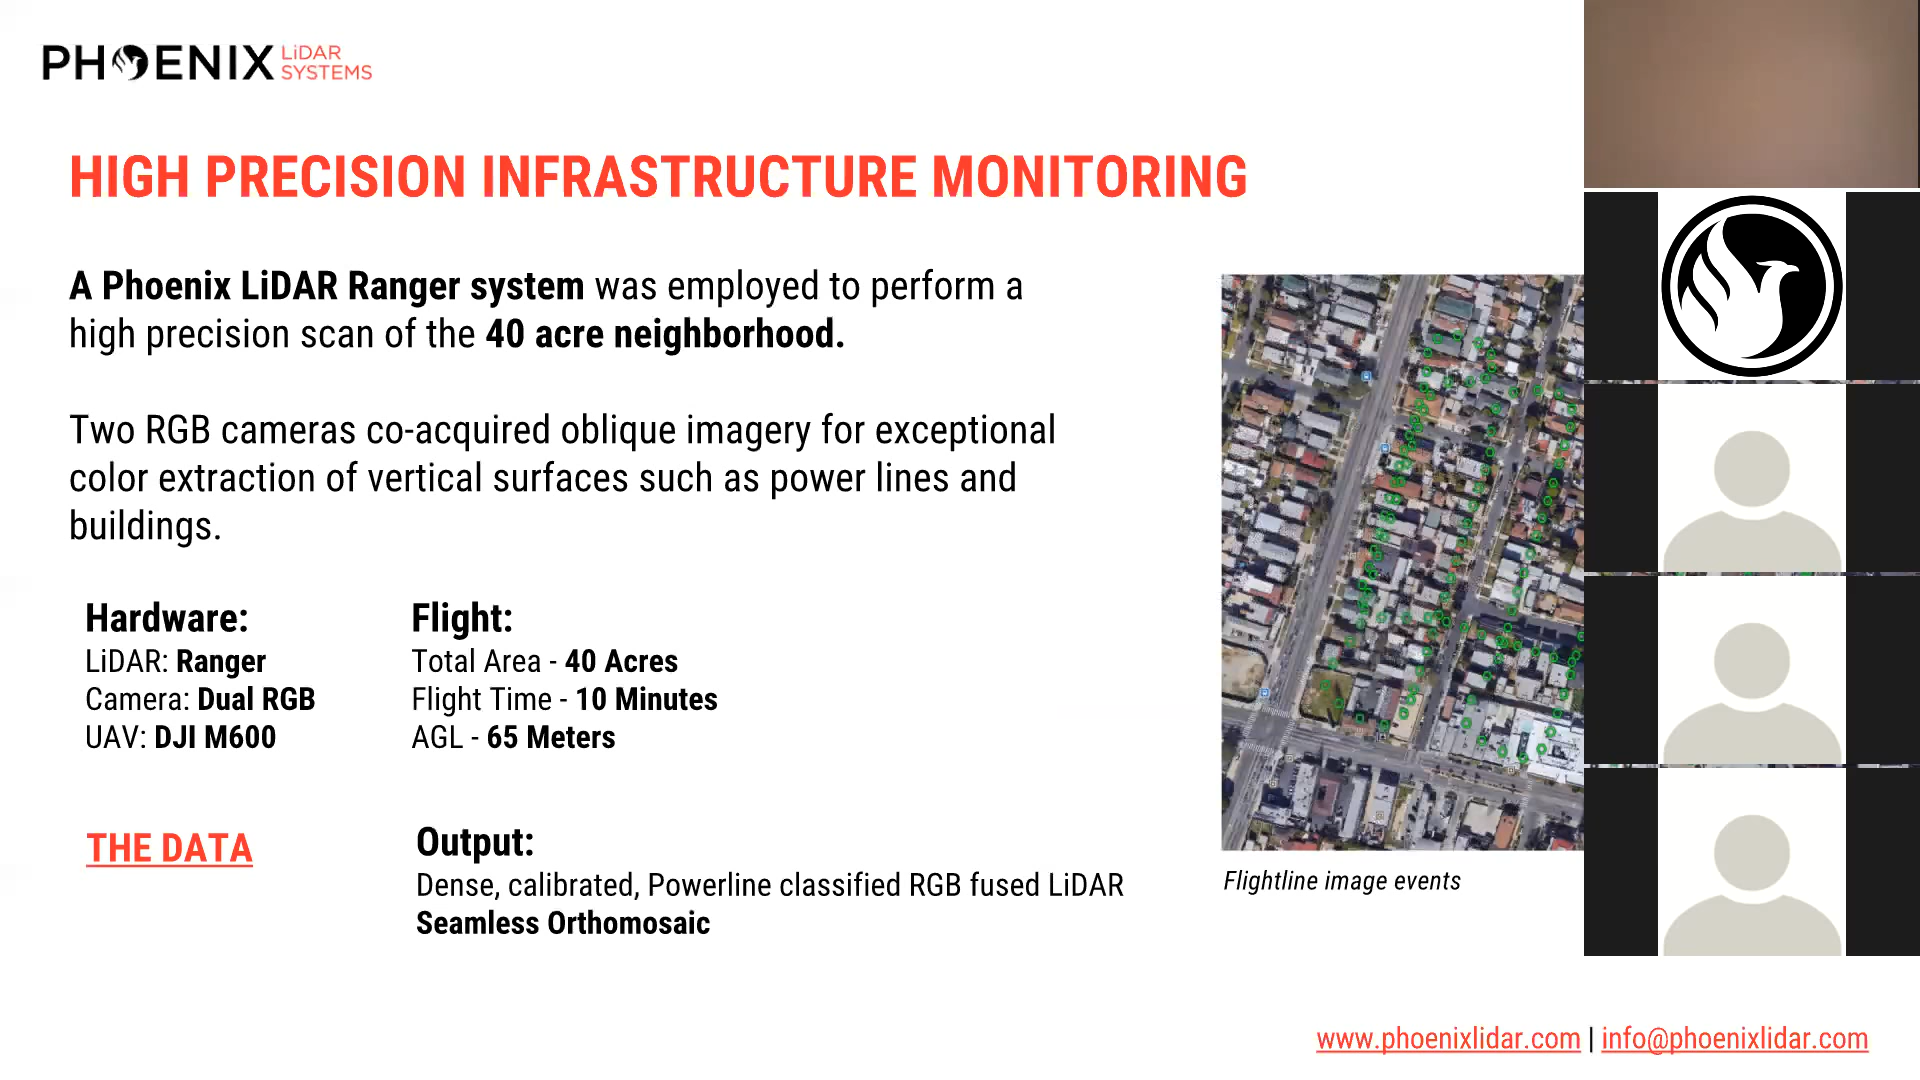 PHOENIX LiDAR SYSTEMS
HIGH PRECISION INFRASTRUCTURE MONITORING
A Phoenix LiDAR Ranger system was employed to perform a
high precision scan of the 40 acre neighborhood.
Two RGB cameras co-acquired oblique imagery for exceptional
color extraction of vertical surfaces such as power lines and
buildings.
Hardware:
LiDAR: Ranger
Camera: Dual RGB
UAV: DJI M600
Flight:
Total Area - 40 Acres
Flight Time - 10 Minutes
AGL - 65 Meters
THE DATA
Output:
Dense, calibrated, Powerline classified RGB fused LiDAR
Seamless Orthomosaic
Flightline image events
www.phoenixlidar.com | info@phoenixlidar.com